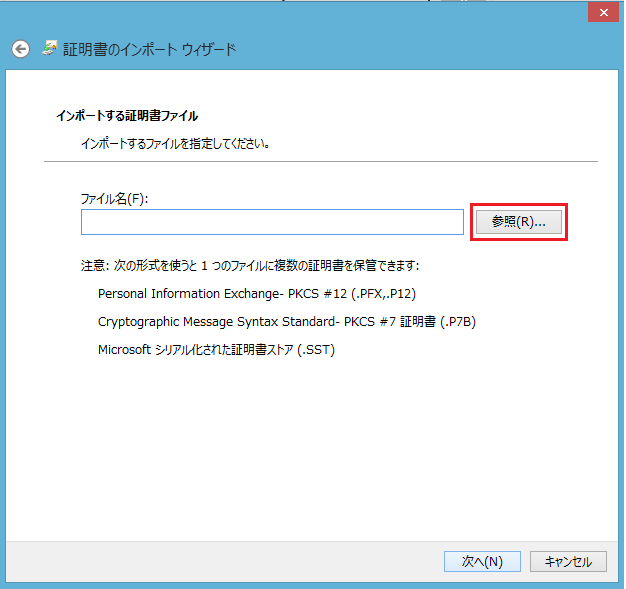 証明書のインポート ウィザード
インポートする証明書ファイル
インポートするファイルを指定してください。
ファイル名(F):
参照(R)...
注意: 次の形式を使うと 1 つのファイルに複数の証明書を保管できます:
Personal Information Exchange- PKCS #12 (.PFX,.P12)
Cryptographic Message Syntax Standard- PKCS #7 証明書 (.P7B)
Microsoft シリアル化された証明書ストア (.SST)
次へ(N)
キャンセル